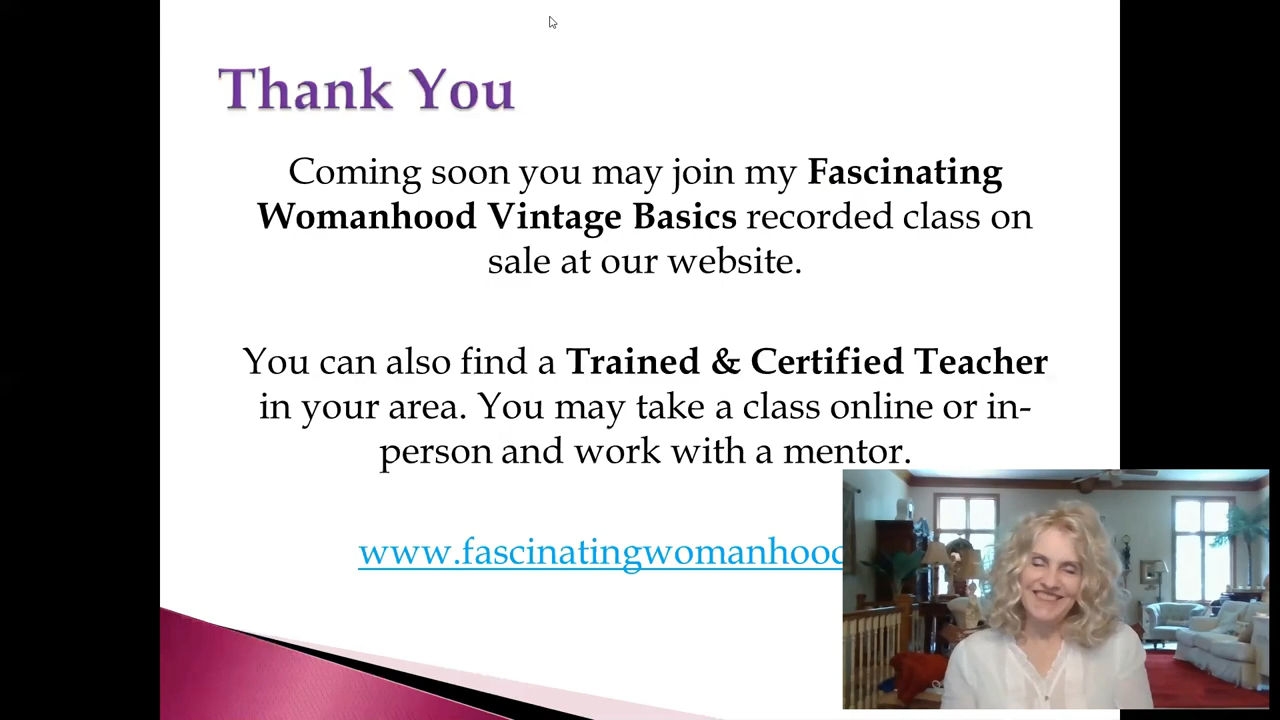 Thank You
Coming soon you may join my Fascinating
Womanhood Vintage Basics recorded class on
sale at our website.
You can also find a Trained & Certified Teacher
in your area. You may take a class online or in-
person and work with a mentor.
www.fascinatingwomanhood